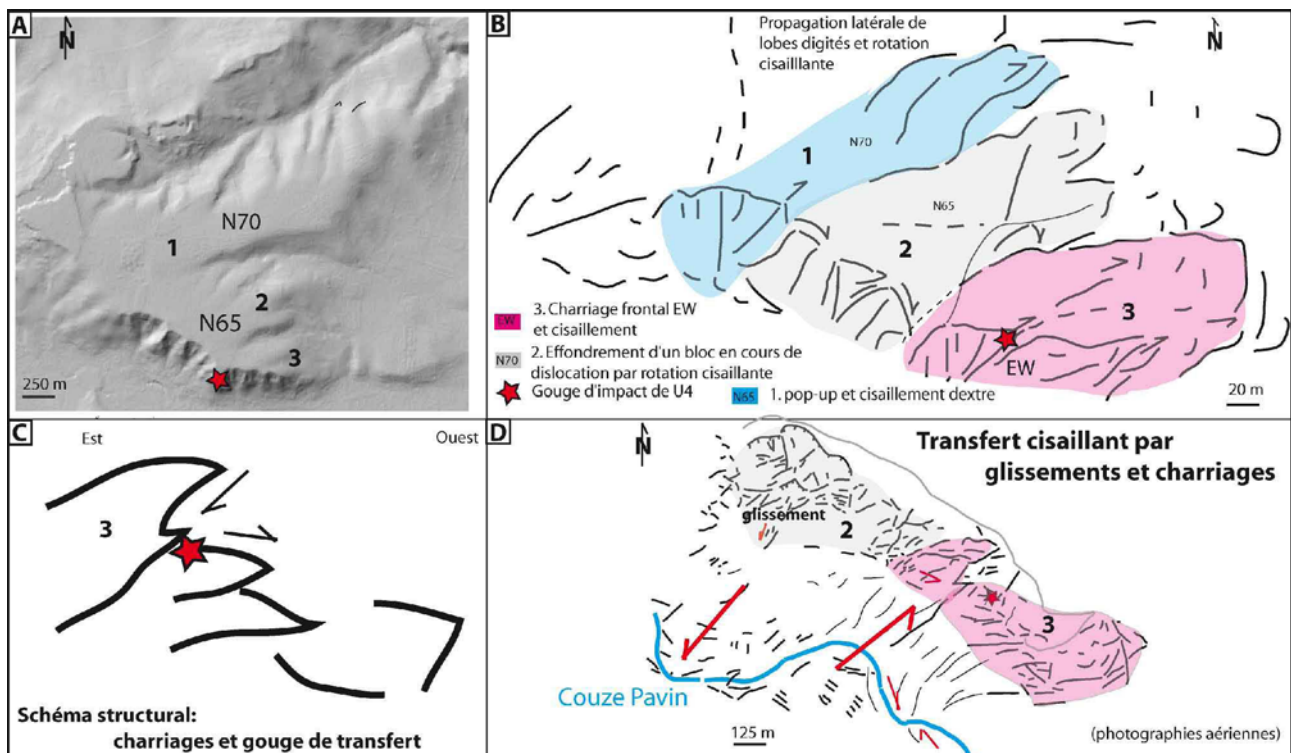 A
N
N70
1
2
N65
3
250 m
B
Propagation latérale de
lobes digités et rotation
cisailllante
N
N70
1
N65
2
3
EW
EW
3. Charriage frontal EW
et cisaillement
N70
2. Effondrement d'un bloc en cours de
dislocation par rotation cisaillante
Gouge d'impact de U4
N65
1. pop-up et cisaillement dextre
20 m
C
Est
Ouest
3
Schéma structural:
charriages et gouge de transfert
D
N
Transfert cisaillant par
glissements et charriages
glissement
2
3
Couze Pavin
125 m
(photographies aériennes)